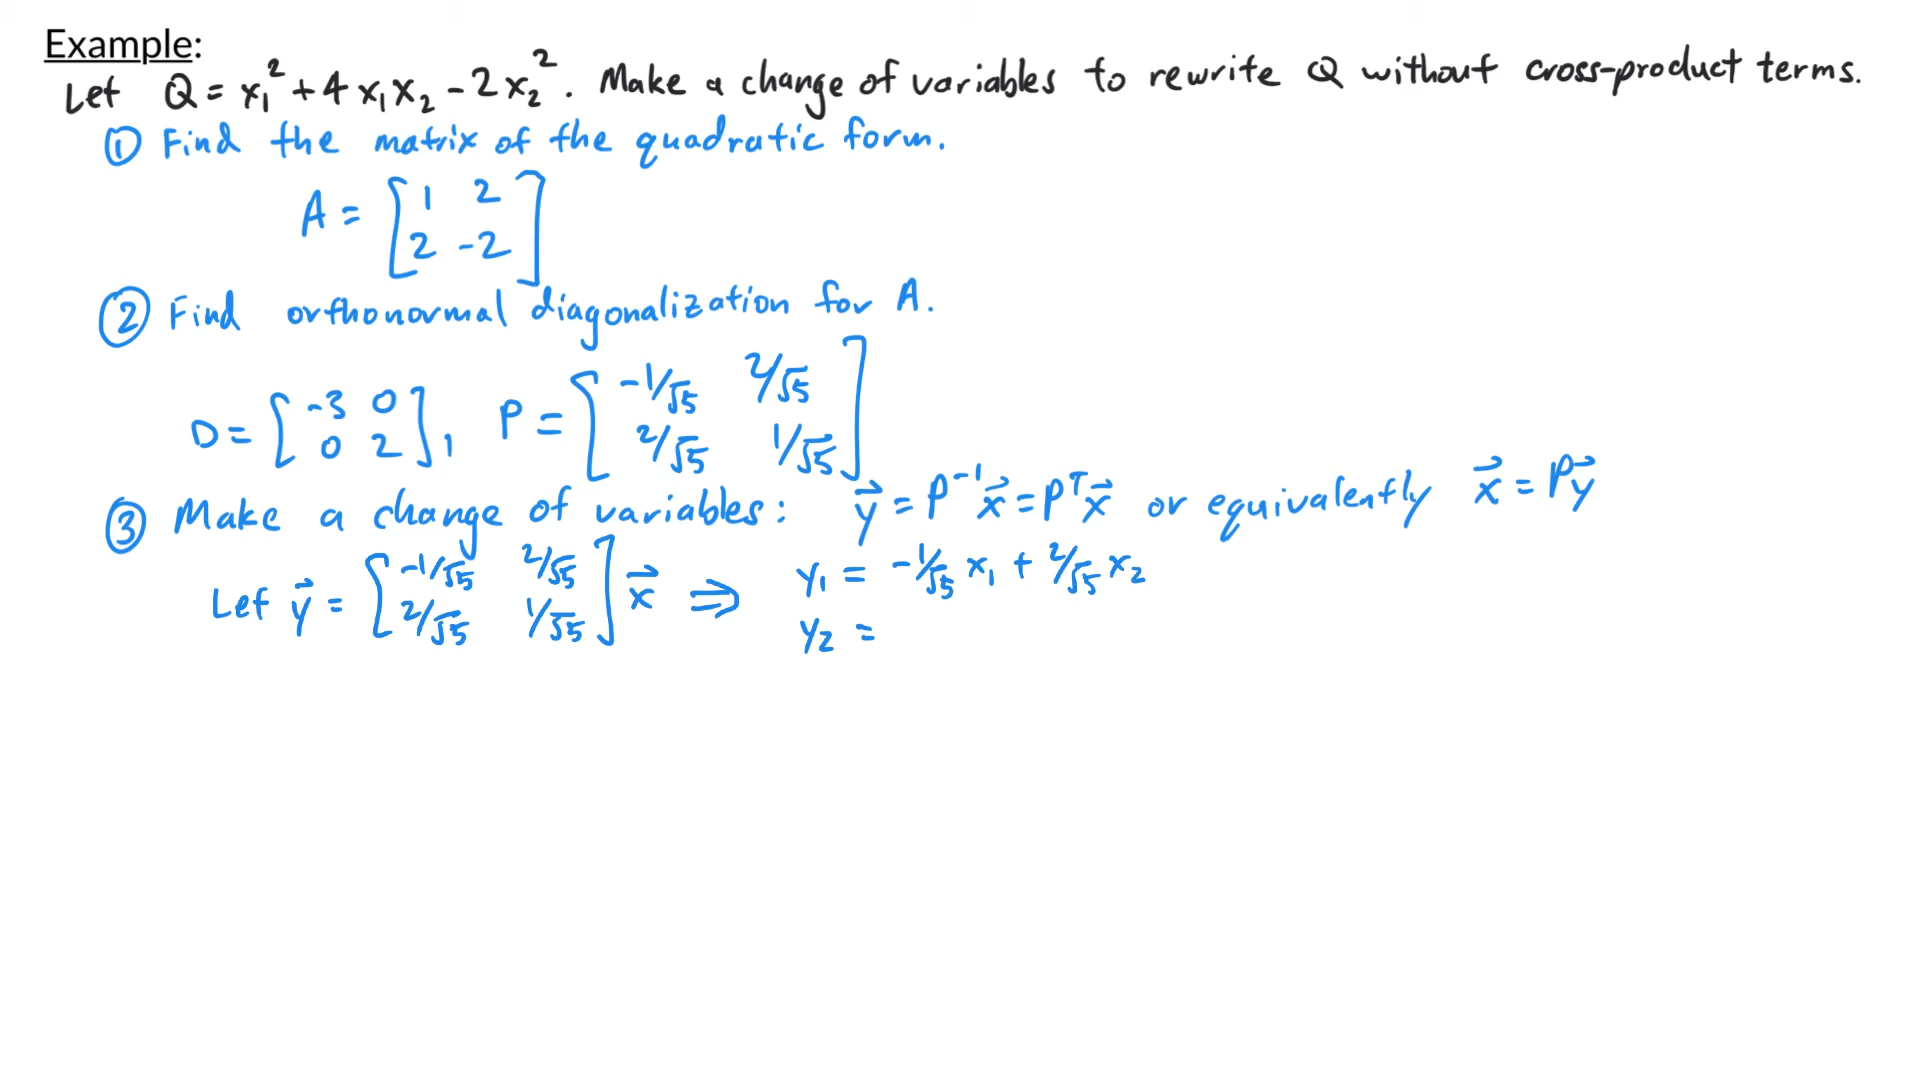 Example:
Let Q = x₁² + 4x₁x₂ - 2x₂². Make a change of variables to rewrite Q without cross-product terms.
① Find the matrix of the quadratic form.
A = [1 2; 2 -2]
② Find orthonormal diagonalization for A.
D = [-3 0; 0 2], P = [-1/√5 2/√5; 2/√5 1/√5]
③ Make a change of variables: y⃗ = P⁻¹x⃗ = Pᵀx⃗ or equivalently x⃗ = Py⃗
Let y⃗ = [-1/√5 2/√5; 2/√5 1/√5] x⃗ ⇒ y₁ = -1/√5 x₁ + 2/√5 x₂
y₂ =